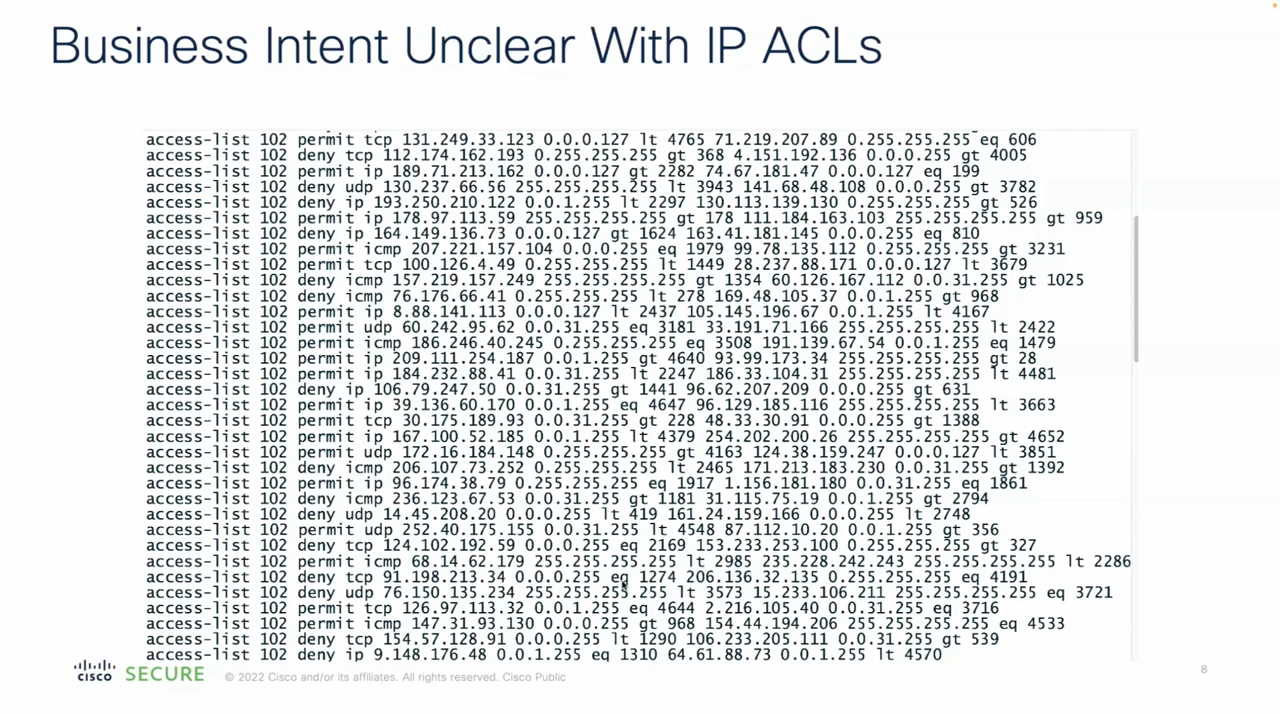 Business Intent Unclear With IP ACLs
access-list 102 permit tcp 131.249.33.123 0.0.0.127 lt 4765 71.219.207.89 0.255.255.255 eq 606
access-list 102 deny tcp 112.174.162.193 0.255.255.255 gt 368 4.151.192.136 0.0.0.255 gt 4005
access-list 102 permit ip 189.71.213.162 0.0.0.127 gt 2282 74.67.181.47 0.0.0.127 eq 199
access-list 102 deny udp 130.237.66.56 255.255.255.255 lt 3943 141.68.48.108 0.0.0.255 gt 3782
access-list 102 deny ip 193.250.210.122 0.0.1.255 lt 2297 130.113.139.130 0.255.255.255 gt 526
access-list 102 permit ip 178.97.113.59 255.255.255.255 gt 178 111.184.163.103 255.255.255.255 gt 959
access-list 102 deny ip 164.149.136.73 0.0.0.127 gt 1624 163.41.181.145 0.0.0.255 eq 810
access-list 102 permit icmp 207.221.157.104 0.0.0.255 eq 1979 99.78.135.112 0.255.255.255 gt 3231
access-list 102 permit tcp 100.126.4.49 0.255.255.255 lt 1449 28.237.88.171 0.0.0.127 lt 3679
access-list 102 deny icmp 157.219.157.249 255.255.255.255 gt 1354 60.126.167.112 0.0.31.255 gt 1025
access-list 102 deny icmp 76.176.66.41 0.255.255.255 lt 278 169.48.105.37 0.0.1.255 gt 968
access-list 102 permit ip 8.88.141.113 0.0.0.127 lt 2437 105.145.196.67 0.0.1.255 lt 4167
access-list 102 permit udp 60.242.95.62 0.0.31.255 eq 3181 33.191.71.166 255.255.255.255 lt 2422
access-list 102 permit icmp 186.246.40.245 0.255.255.255 eq 3508 191.139.67.54 0.0.1.255 eq 1479
access-list 102 permit ip 209.111.254.187 0.0.1.255 gt 4640 93.99.173.34 255.255.255.255 gt 28
access-list 102 permit ip 184.232.88.41 0.0.31.255 lt 2247 186.33.104.31 255.255.255.255 lt 4481
access-list 102 deny ip 106.79.247.50 0.0.31.255 gt 1441 96.62.207.209 0.0.0.255 gt 631
access-list 102 permit ip 39.136.60.170 0.0.1.255 eq 4647 96.129.185.116 255.255.255.255 lt 3663
access-list 102 permit tcp 30.175.189.93 0.0.31.255 gt 228 48.33.30.91 0.0.0.255 gt 1388
access-list 102 permit ip 167.100.52.185 0.0.1.255 lt 4379 254.202.200.26 255.255.255.255 gt 4652
access-list 102 permit udp 172.16.184.148 0.255.255.255 gt 4163 124.38.159.247 0.0.0.127 lt 3851
access-list 102 deny icmp 206.107.73.252 0.255.255.255 lt 2465 171.213.183.230 0.0.31.255 gt 1392
access-list 102 permit ip 96.174.38.79 0.255.255.255 eq 1917 1.156.181.180 0.0.31.255 eq 1861
access-list 102 deny icmp 236.123.67.53 0.0.31.255 gt 1181 31.115.75.19 0.0.1.255 gt 2794
access-list 102 deny udp 14.45.208.20 0.0.0.255 lt 419 161.24.159.166 0.0.0.255 lt 2748
access-list 102 permit udp 252.40.175.155 0.0.31.255 lt 4548 87.112.10.20 0.0.1.255 gt 356
access-list 102 deny tcp 124.102.192.59 0.0.0.255 eq 2169 153.233.253.100 0.255.255.255 gt 327
access-list 102 permit icmp 68.14.62.179 255.255.255.255 lt 2985 235.228.242.243 255.255.255.255 lt 2286
access-list 102 deny tcp 91.198.213.34 0.0.0.255 eq 1274 206.136.32.135 0.255.255.255 eq 4191
access-list 102 deny udp 76.150.135.234 255.255.255.255 lt 3573 15.233.106.211 255.255.255.255 eq 3721
access-list 102 permit tcp 126.97.113.32 0.0.1.255 eq 4644 2.216.105.40 0.0.31.255 eq 3716
access-list 102 permit icmp 147.31.93.130 0.0.0.255 gt 968 154.44.194.206 255.255.255.255 eq 4533
access-list 102 deny tcp 154.57.128.91 0.0.0.255 lt 1290 106.233.205.111 0.0.31.255 gt 539
access-list 102 deny ip 9.148.176.48 0.0.1.255 eq 1310 64.61.88.73 0.0.1.255 lt 4570
cisco SECURE © 2022 Cisco and/or its affiliates. All rights reserved. Cisco Public 8